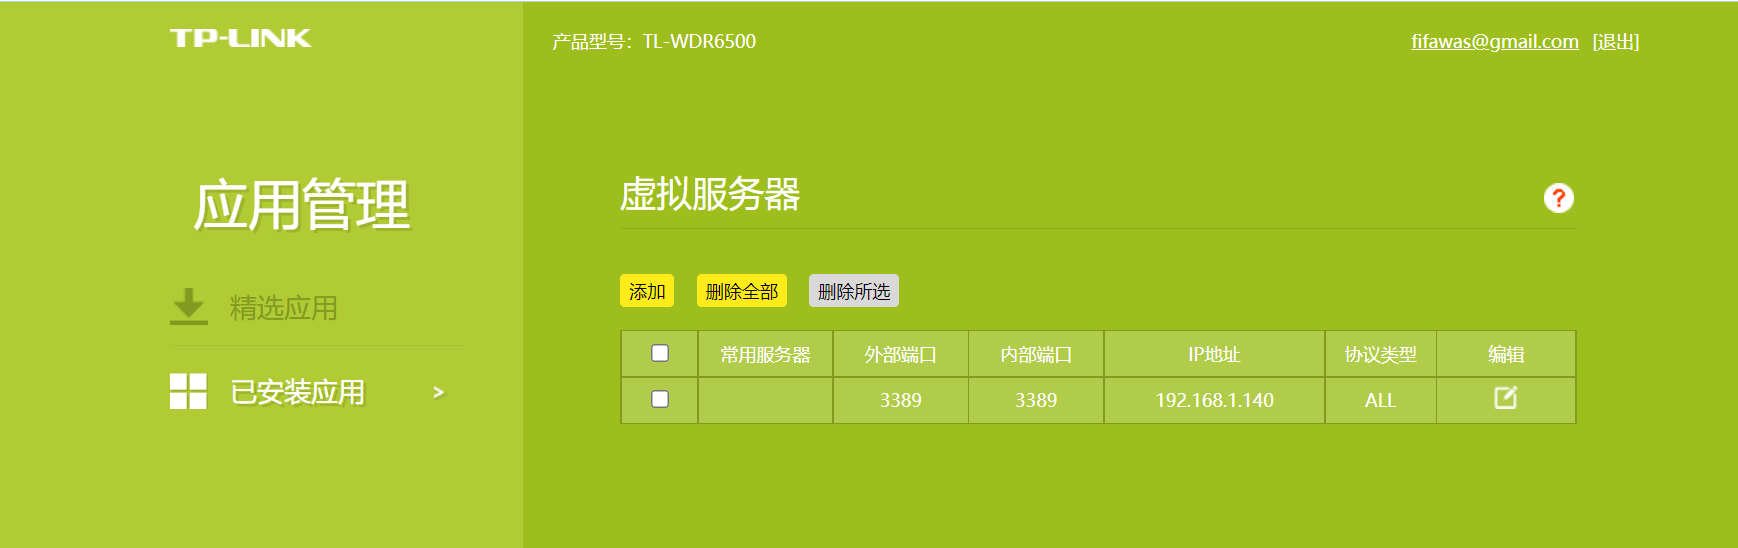 TP-LINK
产品型号：TL-WDR6500
fifawas@gmail.com [退出]
应用管理
精选应用
已安装应用 >
虚拟服务器
?
添加 删除全部 删除所选
常用服务器 外部端口 内部端口 IP地址 协议类型 编辑
3389 3389 192.168.1.140 ALL